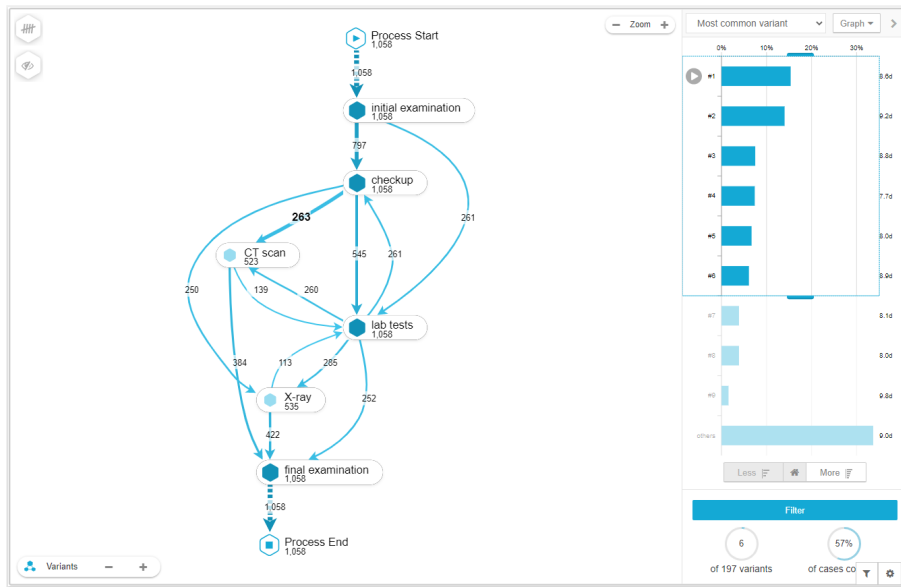 Process Start
1,058
1,058
initial examination
1,058
797
checkup
1,058
261
263
CT scan
523
545
261
250
139
260
lab tests
1,058
384
113
285
252
X-ray
535
422
final examination
1,058
1,058
Process End
1,058
Variants
Zoom
Most common variant
Graph
0%
10%
20%
30%
#1
8.6d
#2
9.2d
#3
8.8d
#4
7.7d
#5
8.0d
#6
8.9d
#7
8.1d
#8
8.0d
#9
9.8d
others
9.0d
Less
More
Filter
6
57%
of 197 variants
of cases co